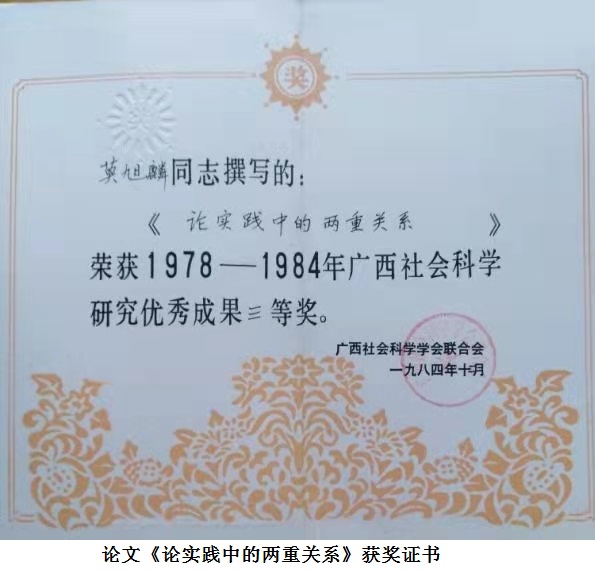 奖
莫旭麟同志撰写的:
《 论实践中的两重关系 》
荣获1978—1984年广西社会科学
研究优秀成果三等奖。
广西社会科学学会联合会
一九八四年十二月
论文《论实践中的两重关系》获奖证书